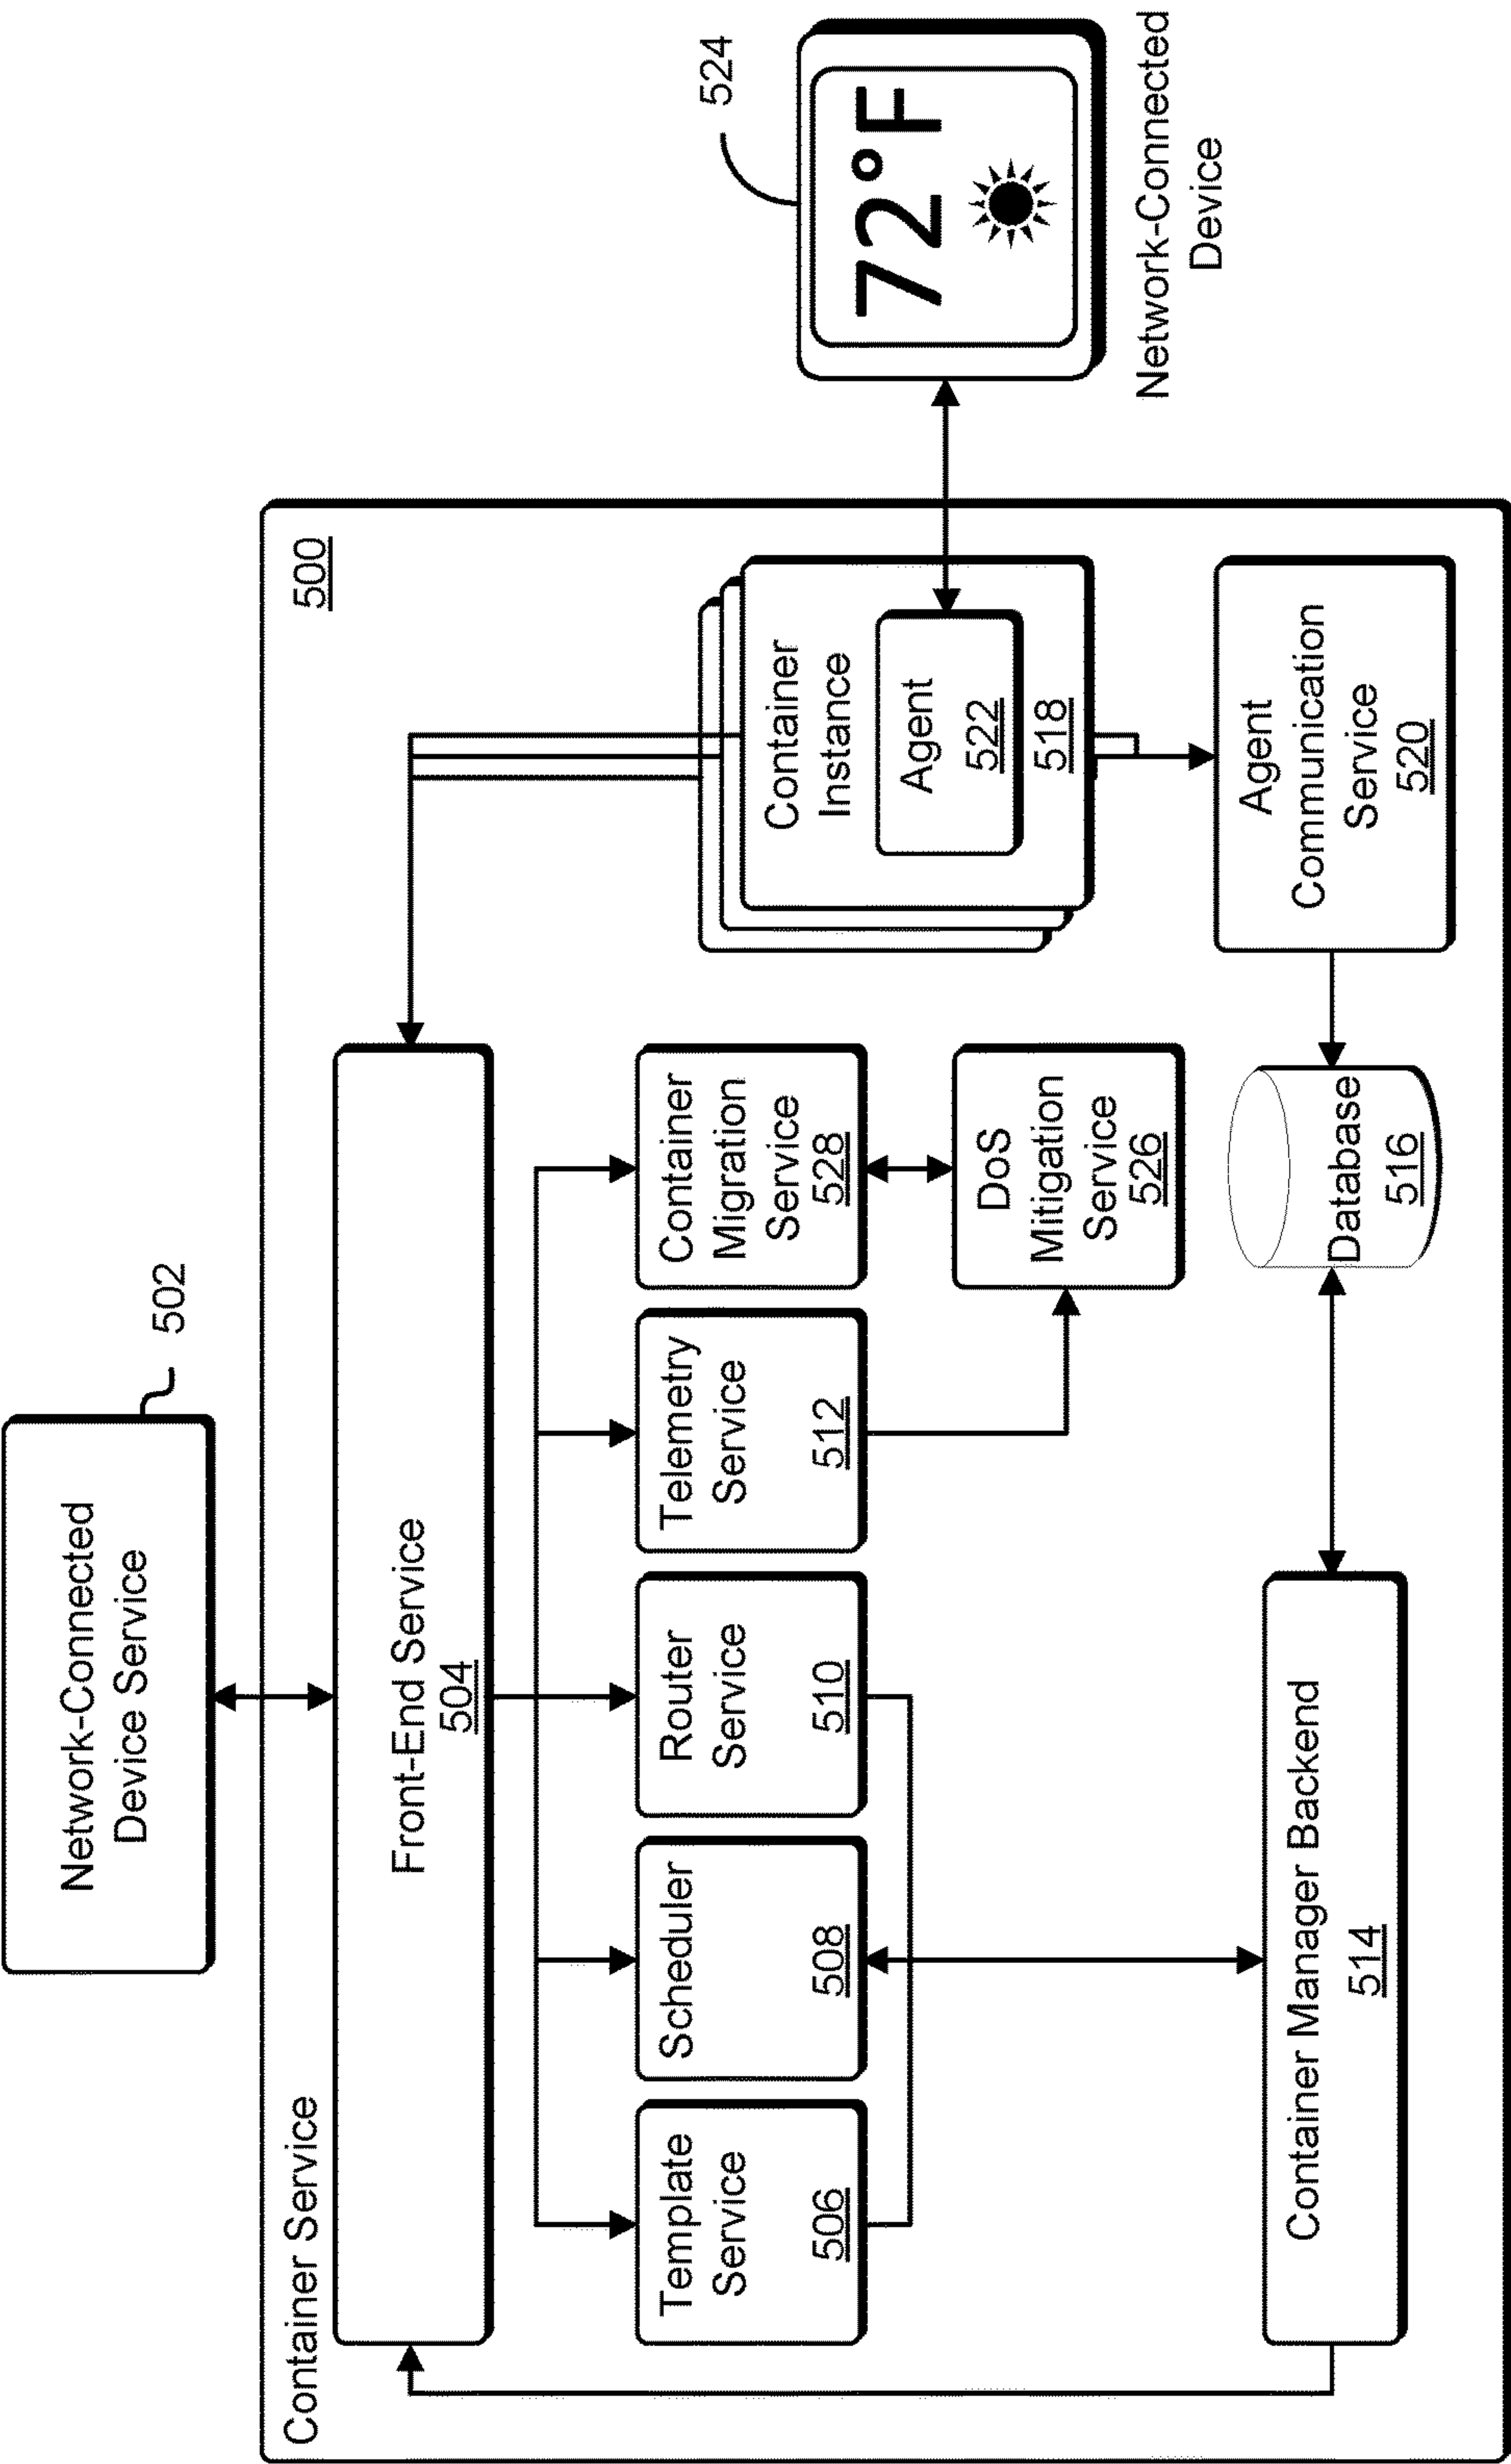 Network-Connected
Device Service
502
Container Service
500
Front-End Service
504
Template
Service
506
Scheduler
508
Router
Service
510
Telemetry
Service
512
Container
Migration
Service
528
DoS
Mitigation
Service
526
Container
Instance
Agent
522
518
524
72°F
Network-Connected
Device
Container Manager Backend
514
Database
516
Agent
Communication
Service
520